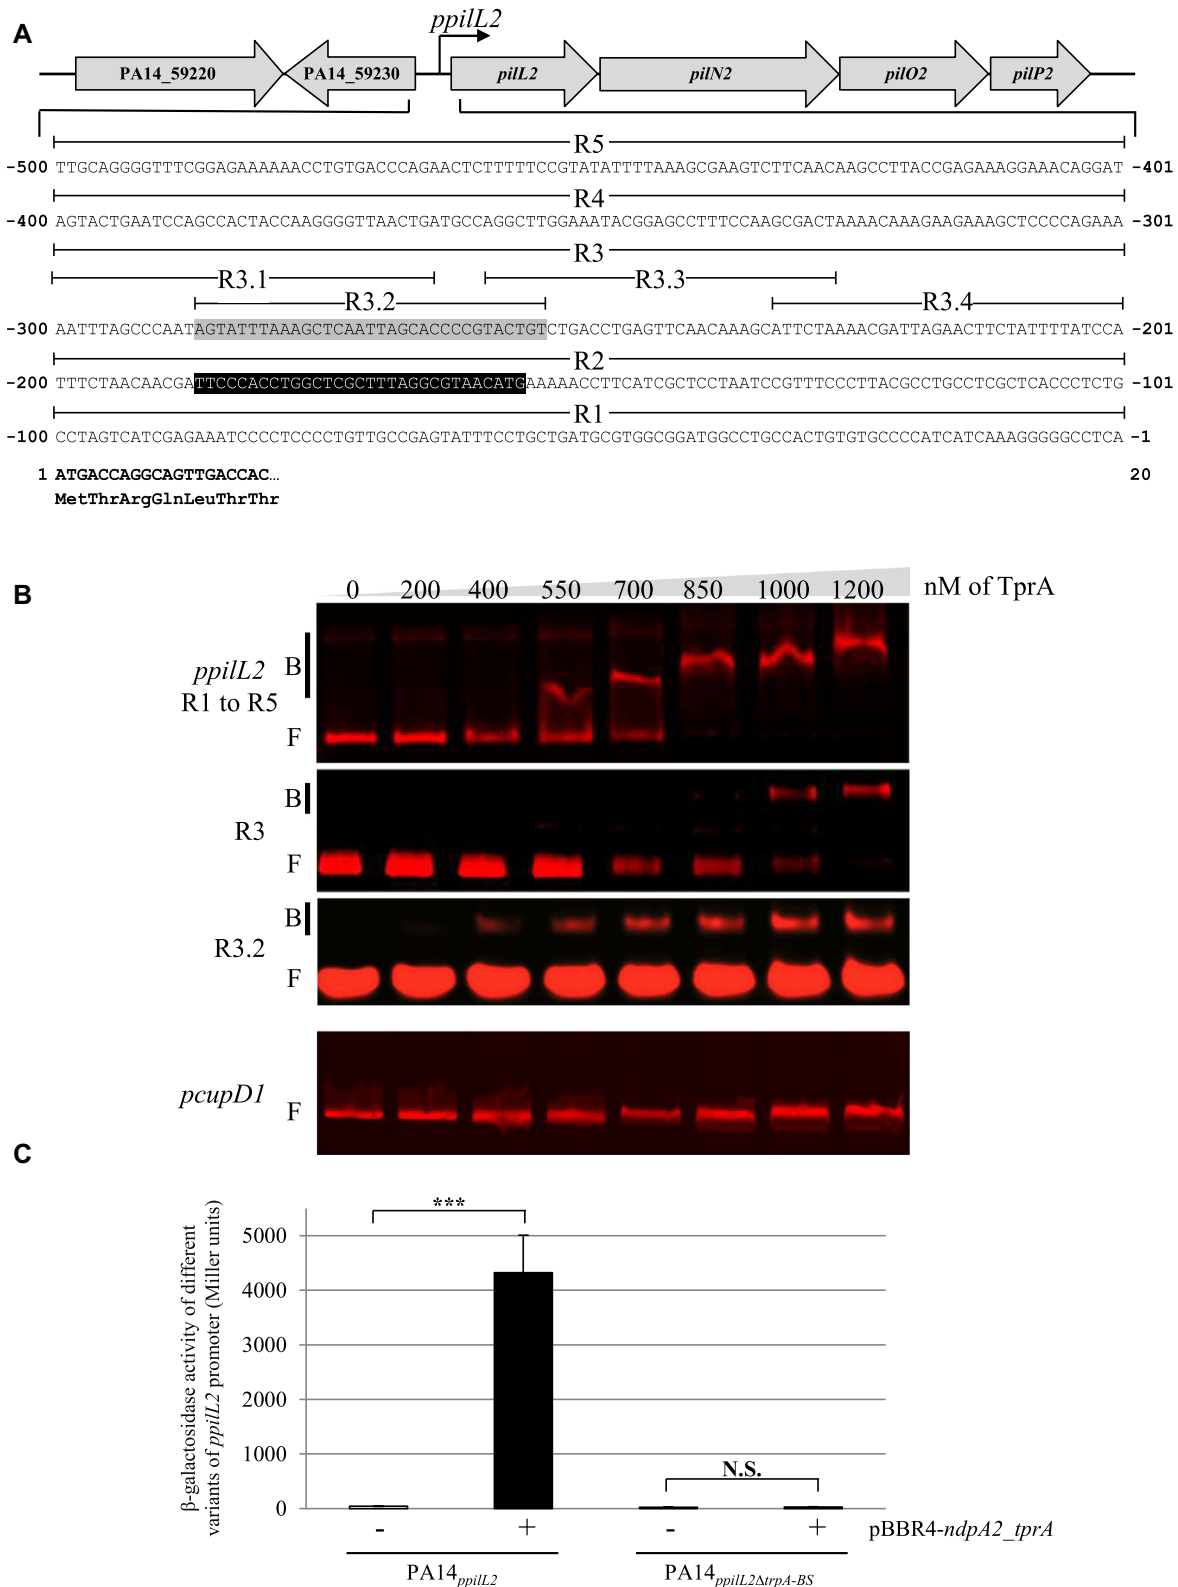 A
ppilL2
PA14_59220
PA14_59230
pilL2
pilN2
pilO2
pilP2
R5
-500 TTGCAGGGGTTTCGGAGAAAAAACCTGTGACCCAGAACTCTTTTTCCGTATATTTTAAAGCGAAGTCTTCAACAAGCCTTACCGAGAAAGGAAACAGGAT -401
R4
-400 AGTACTGAATCCAGCCACTACCAAGGGGTTAACTGATGCCAGGCTTGGAAATACGGAGCCTTTCCAAGCGACTAAAACAAAGAAGAAAGCTCCCCAGAAA -301
R3
R3.1
R3.3
R3.2
R3.4
-300 AATTTAGCCCAATAGTATTTAAAGCTCAATTAGCACCCCGTACTGTCTGACCTGAGTTCAACAAAGCATTCTAAAACGATTAGAACTTCTATTTTATCCA -201
R2
-200 TTTCTAACAACGATTCCCACCTGGCTCGCTTTAGGCGTAACATGAAAAACCTTCATCGCTCCTAATCCGTTTCCCTTACGCCTGCCTCGCTCACCCTCTG -101
R1
-100 CCTAGTCATCGAGAAATCCCCTCCCCTGTTGCCGAGTATTTCCTGCTGATGCGTGGCGGATGGCCTGCCACTGTGTGCCCCATCATCAAAGGGGGCCTCA -1
1 ATGACCAGGCAGTTGACCAC... 20
MetThrArgGlnLeuThrThr
B
0 200 400 550 700 850 1000 1200 nM of TprA
ppilL2
R1 to R5
B
F
R3
B
F
R3.2
B
F
pcupD1
F
C
β-galactosidase activity of different
variants of ppilL2 promoter (Miller units)
5000
4000
3000
2000
1000
0
***
N.S.
- + - + pBBR4-ndpA2_tprA
PA14ppilL2
PA14ppilL2ΔtrpA-BS